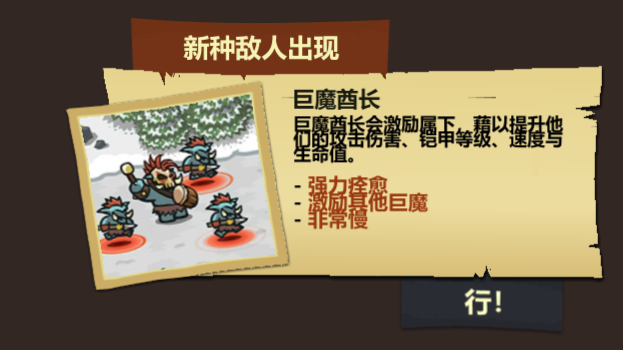 新种敌人出现
巨魔酋长
巨魔酋长会激励属下，藉以提升他
们的攻击伤害、铠甲等级、速度与
生命值。
- 强力痊愈
- 激励其他巨魔
- 非常慢
行！